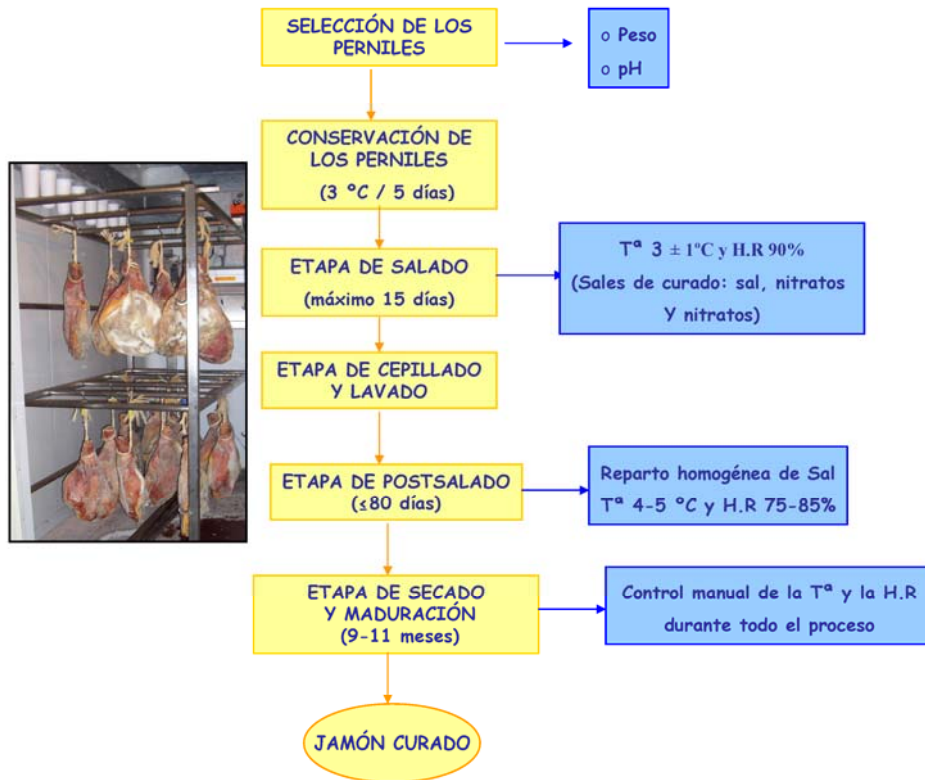 SELECCIÓN DE LOS
PERNILES
o Peso
o pH
CONSERVACIÓN DE
LOS PERNILES
(3 ºC / 5 días)
ETAPA DE SALADO
(máximo 15 días)
Tª 3 ± 1ºC y H.R 90%
(Sales de curado: sal, nitratos
Y nitratos)
ETAPA DE CEPILLADO
Y LAVADO
ETAPA DE POSTSALADO
(≤80 días)
Reparto homogénea de Sal
Tª 4-5 ºC y H.R 75-85%
ETAPA DE SECADO
Y MADURACIÓN
(9-11 meses)
Control manual de la Tª y la H.R
durante todo el proceso
JAMÓN CURADO